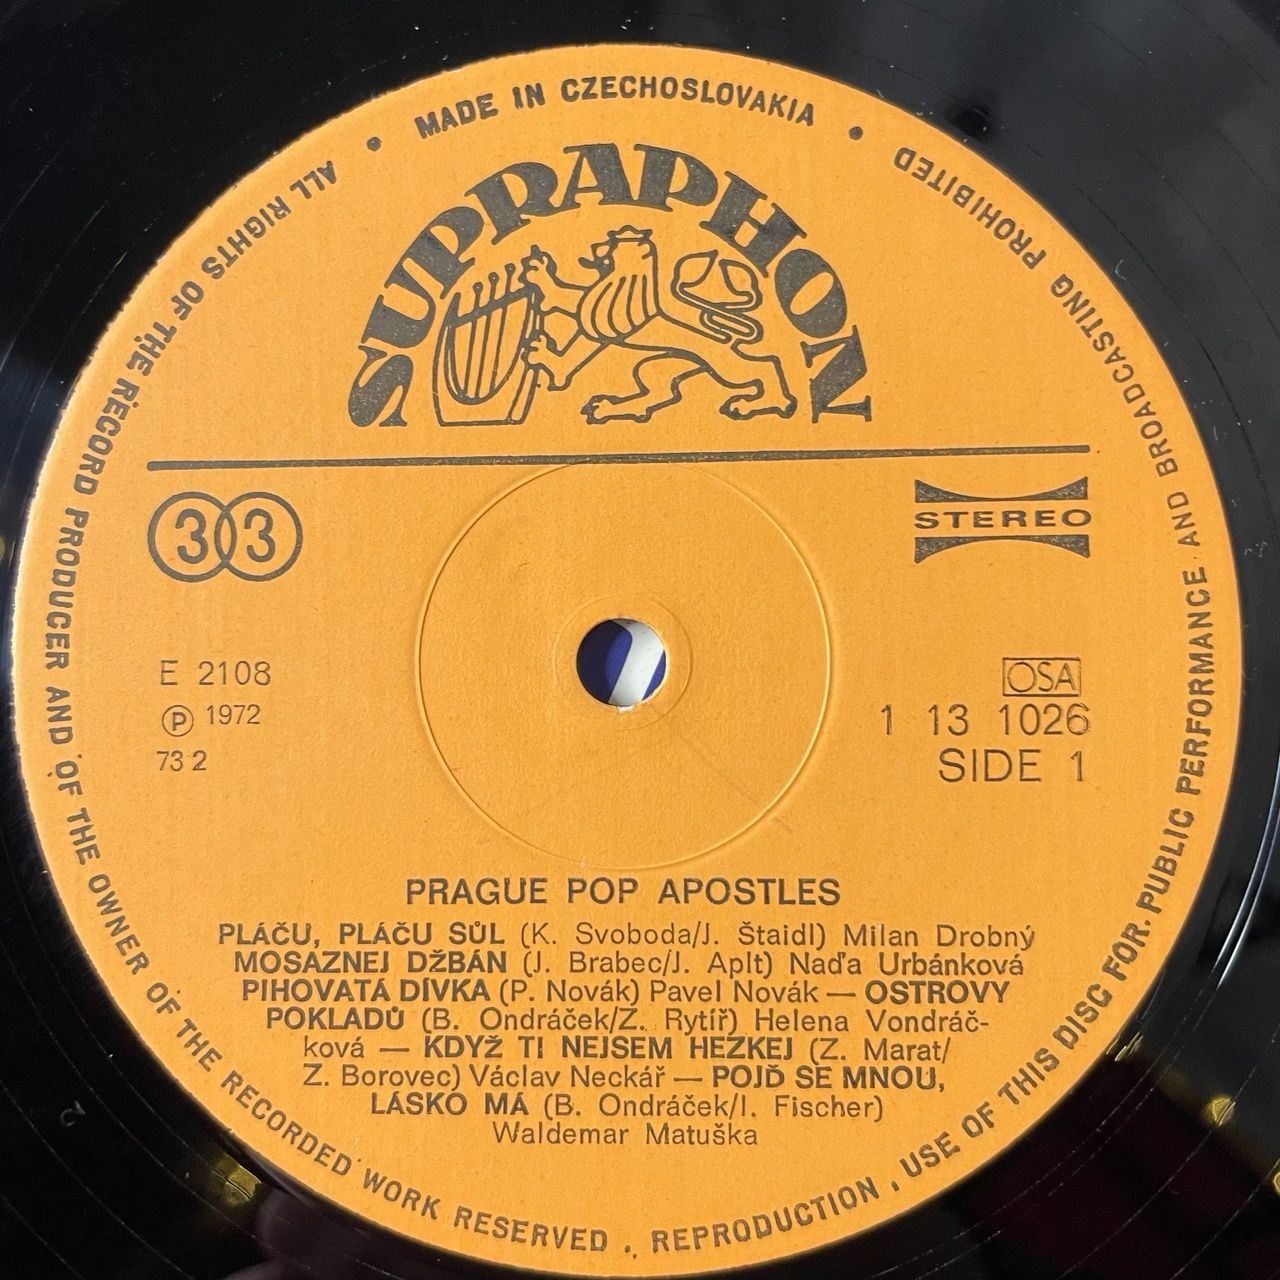 MADE IN CZECHOSLOVAKIA
ALL RIGHTS OF THE RECORD PRODUCER AND OF THE OWNER OF THE RECORDED WORK RESERVED . REPRODUCTION , USE OF THIS DISC FOR PUBLIC PERFORMANCE AND BROADCASTING PROHIBITED
SUPRAPHON
33
STEREO
E 2108
Ⓟ 1972
73 2
OSA
1 13 1026
SIDE 1
PRAGUE POP APOSTLES
PLÁČU, PLÁČU SŮL (K. Svoboda/J. Štaidl) Milan Drobný
MOSAZNEJ DŽBÁN (J. Brabec/J. Aplt) Naďa Urbánková
PIHOVATÁ DÍVKA (P. Novák) Pavel Novák — OSTROVY
POKLADŮ (B. Ondráček/Z. Rytíř) Helena Vondráč-
ková — KDYŽ TI NEJSEM HEZKEJ (Z. Marat/
Z. Borovec) Václav Neckář — POJĎ SE MNOU,
LÁSKO MÁ (B. Ondráček/I. Fischer)
Waldemar Matuška